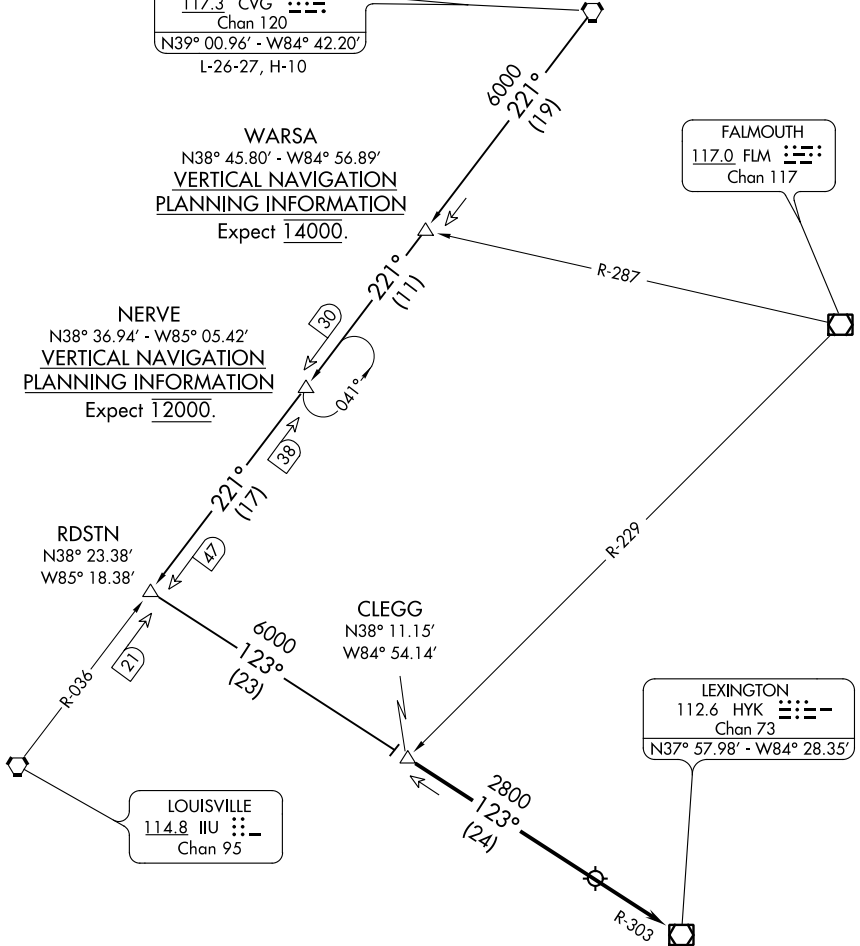 117.3 CVG
Chan 120
N39° 00.96' - W84° 42.20'
L-26-27, H-10
6000
221°
(19)
WARSA
N38° 45.80' - W84° 56.89'
VERTICAL NAVIGATION
PLANNING INFORMATION
Expect 14000.
FALMOUTH
117.0 FLM
Chan 117
R-287
221°
(11)
30
NERVE
N38° 36.94' - W85° 05.42'
VERTICAL NAVIGATION
PLANNING INFORMATION
Expect 12000.
041°
38
221°
(17)
47
RDSTN
N38° 23.38'
W85° 18.38'
R-229
21
R-036
6000
123°
(23)
CLEGG
N38° 11.15'
W84° 54.14'
LEXINGTON
112.6 HYK
Chan 73
N37° 57.98' - W84° 28.35'
LOUISVILLE
114.8 IIU
Chan 95
2800
123°
(24)
R-303